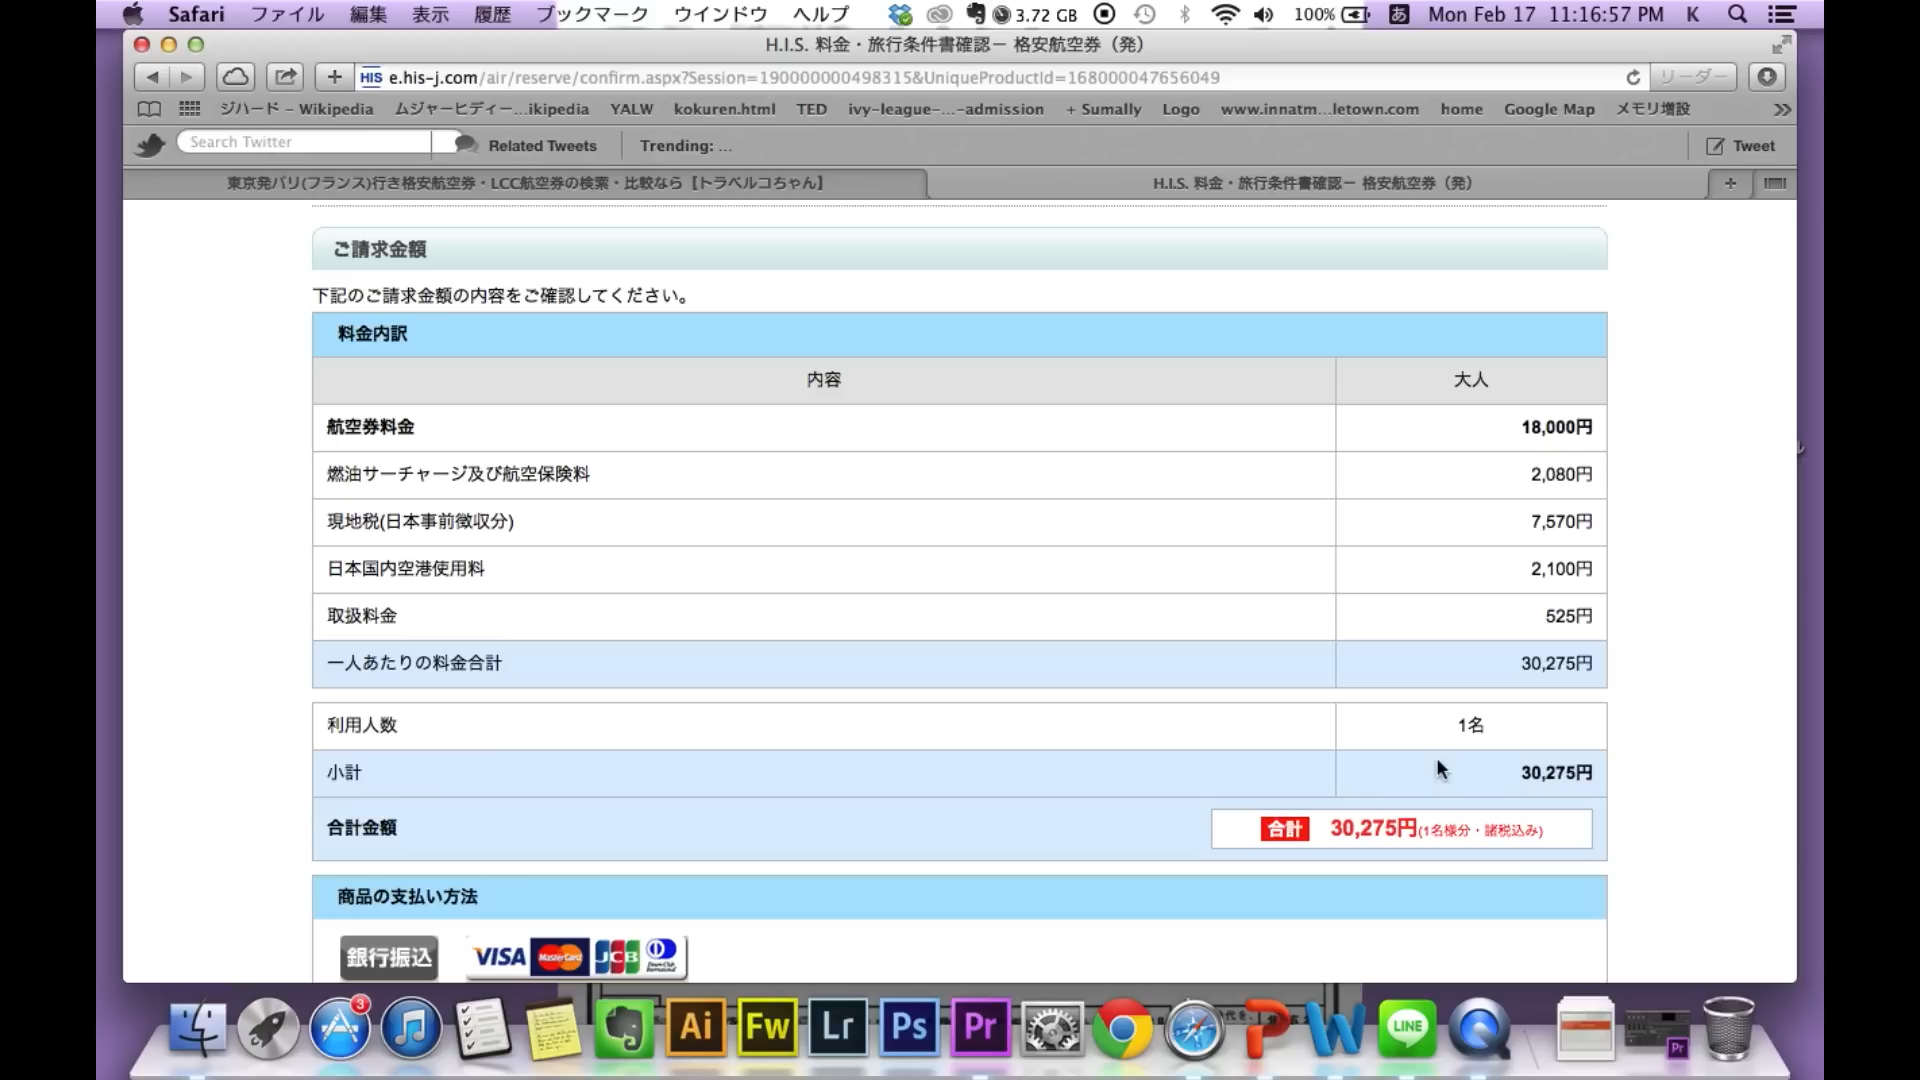 Safari ファイル 編集 表示 履歴 ブックマーク ウインドウ ヘルプ 3.72 GB 100% あ Mon Feb 17 11:16:57 PM K
H.I.S. 料金・旅行条件書確認－ 格安航空券（発）
HIS e.his-j.com/air/reserve/confirm.aspx?Session=190000000498315&UniqueProductId=168000047656049 リーダー
ジハード – Wikipedia ムジャーヒディー…ikipedia YALW kokuren.html TED ivy-league-…-admission + Sumally Logo www.innatm…letown.com home Google Map メモリ増設
Search Twitter Related Tweets Trending: ... Tweet
東京発パリ(フランス)行き格安航空券・LCC航空券の検索・比較なら【トラベルコちゃん】 H.I.S. 料金・旅行条件書確認－ 格安航空券（発）
ご請求金額
下記のご請求金額の内容をご確認してください。
料金内訳
内容 大人
航空券料金 18,000円
燃油サーチャージ及び航空保険料 2,080円
現地税(日本事前徴収分) 7,570円
日本国内空港使用料 2,100円
取扱料金 525円
一人あたりの料金合計 30,275円
利用人数 1名
小計 30,275円
合計金額 合計 30,275円(1名様分・諸税込み)
商品の支払い方法
銀行振込 VISA MasterCard JCB Diners Club International
3 Ai Fw Lr Ps Pr LINE Pr